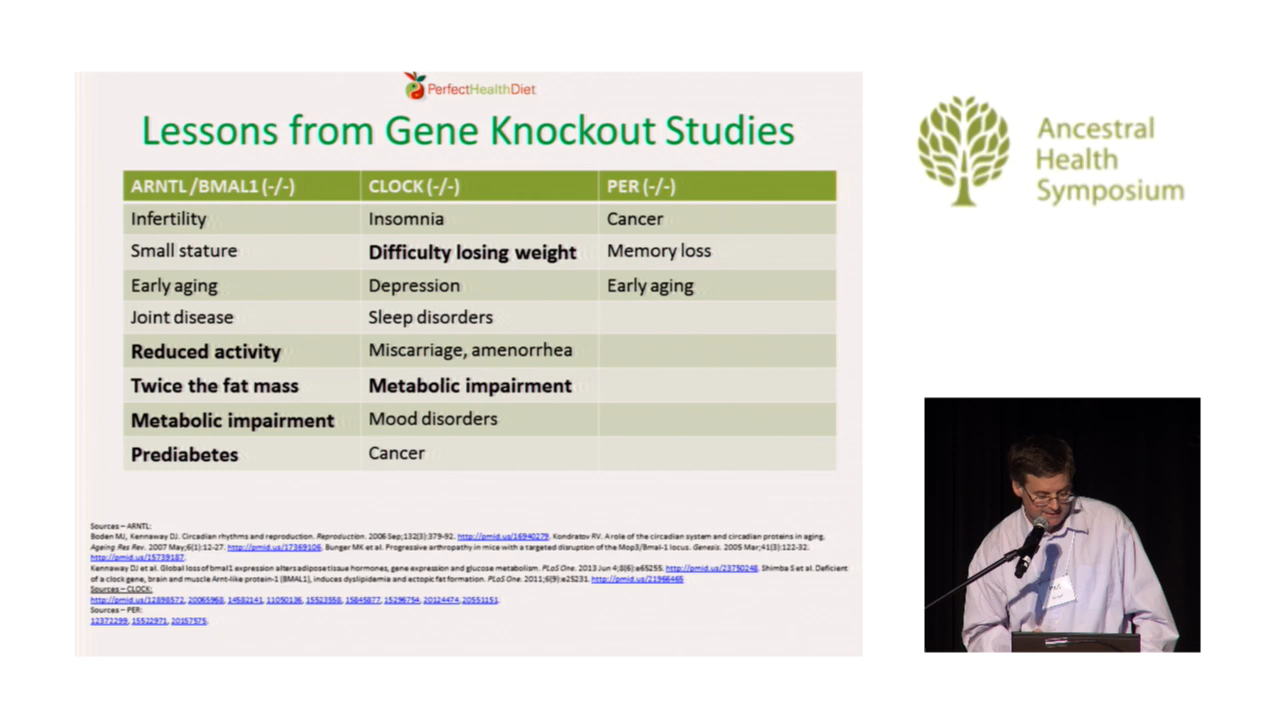 PerfectHealthDiet
Lessons from Gene Knockout Studies
ARNTL /BMAL1 (-/-) CLOCK (-/-) PER (-/-)
Infertility Insomnia Cancer
Small stature Difficulty losing weight Memory loss
Early aging Depression Early aging
Joint disease Sleep disorders
Reduced activity Miscarriage, amenorrhea
Twice the fat mass Metabolic impairment
Metabolic impairment Mood disorders
Prediabetes Cancer
Sources – ARNTL:
Boden MJ, Kennaway DJ. Circadian rhythms and reproduction. Reproduction. 2006 Sep;132(3):379-92. http://pmid.us/16940279. Kondratov RV. A role of the circadian system and circadian proteins in aging.
Ageing Res Rev. 2007 May;6(1):12-27. http://pmid.us/17369106. Bunger MK et al. Progressive arthropathy in mice with a targeted disruption of the Mop3/Bmal-1 locus. Genesis. 2005 Mar;41(3):122-32.
http://pmid.us/15739187.
Kennaway DJ et al. Global loss of bmal1 expression alters adipose tissue hormones, gene expression and glucose metabolism. PLoS One. 2013 Jun 4;8(6):e65255. http://pmid.us/23750248. Shimba S et al. Deficient
of a clock gene, brain and muscle Arnt-like protein-1 (BMAL1), induces dyslipidemia and ectopic fat formation. PLoS One. 2011;6(9):e25231. http://pmid.us/21966465
Sources – CLOCK:
http://pmid.us/12898572, 20065968, 14582141, 11050136, 15523558, 15845877, 15296754, 20124474, 20551151.
Sources – PER:
12372299, 15522971, 20157575.
Ancestral
Health
Symposium